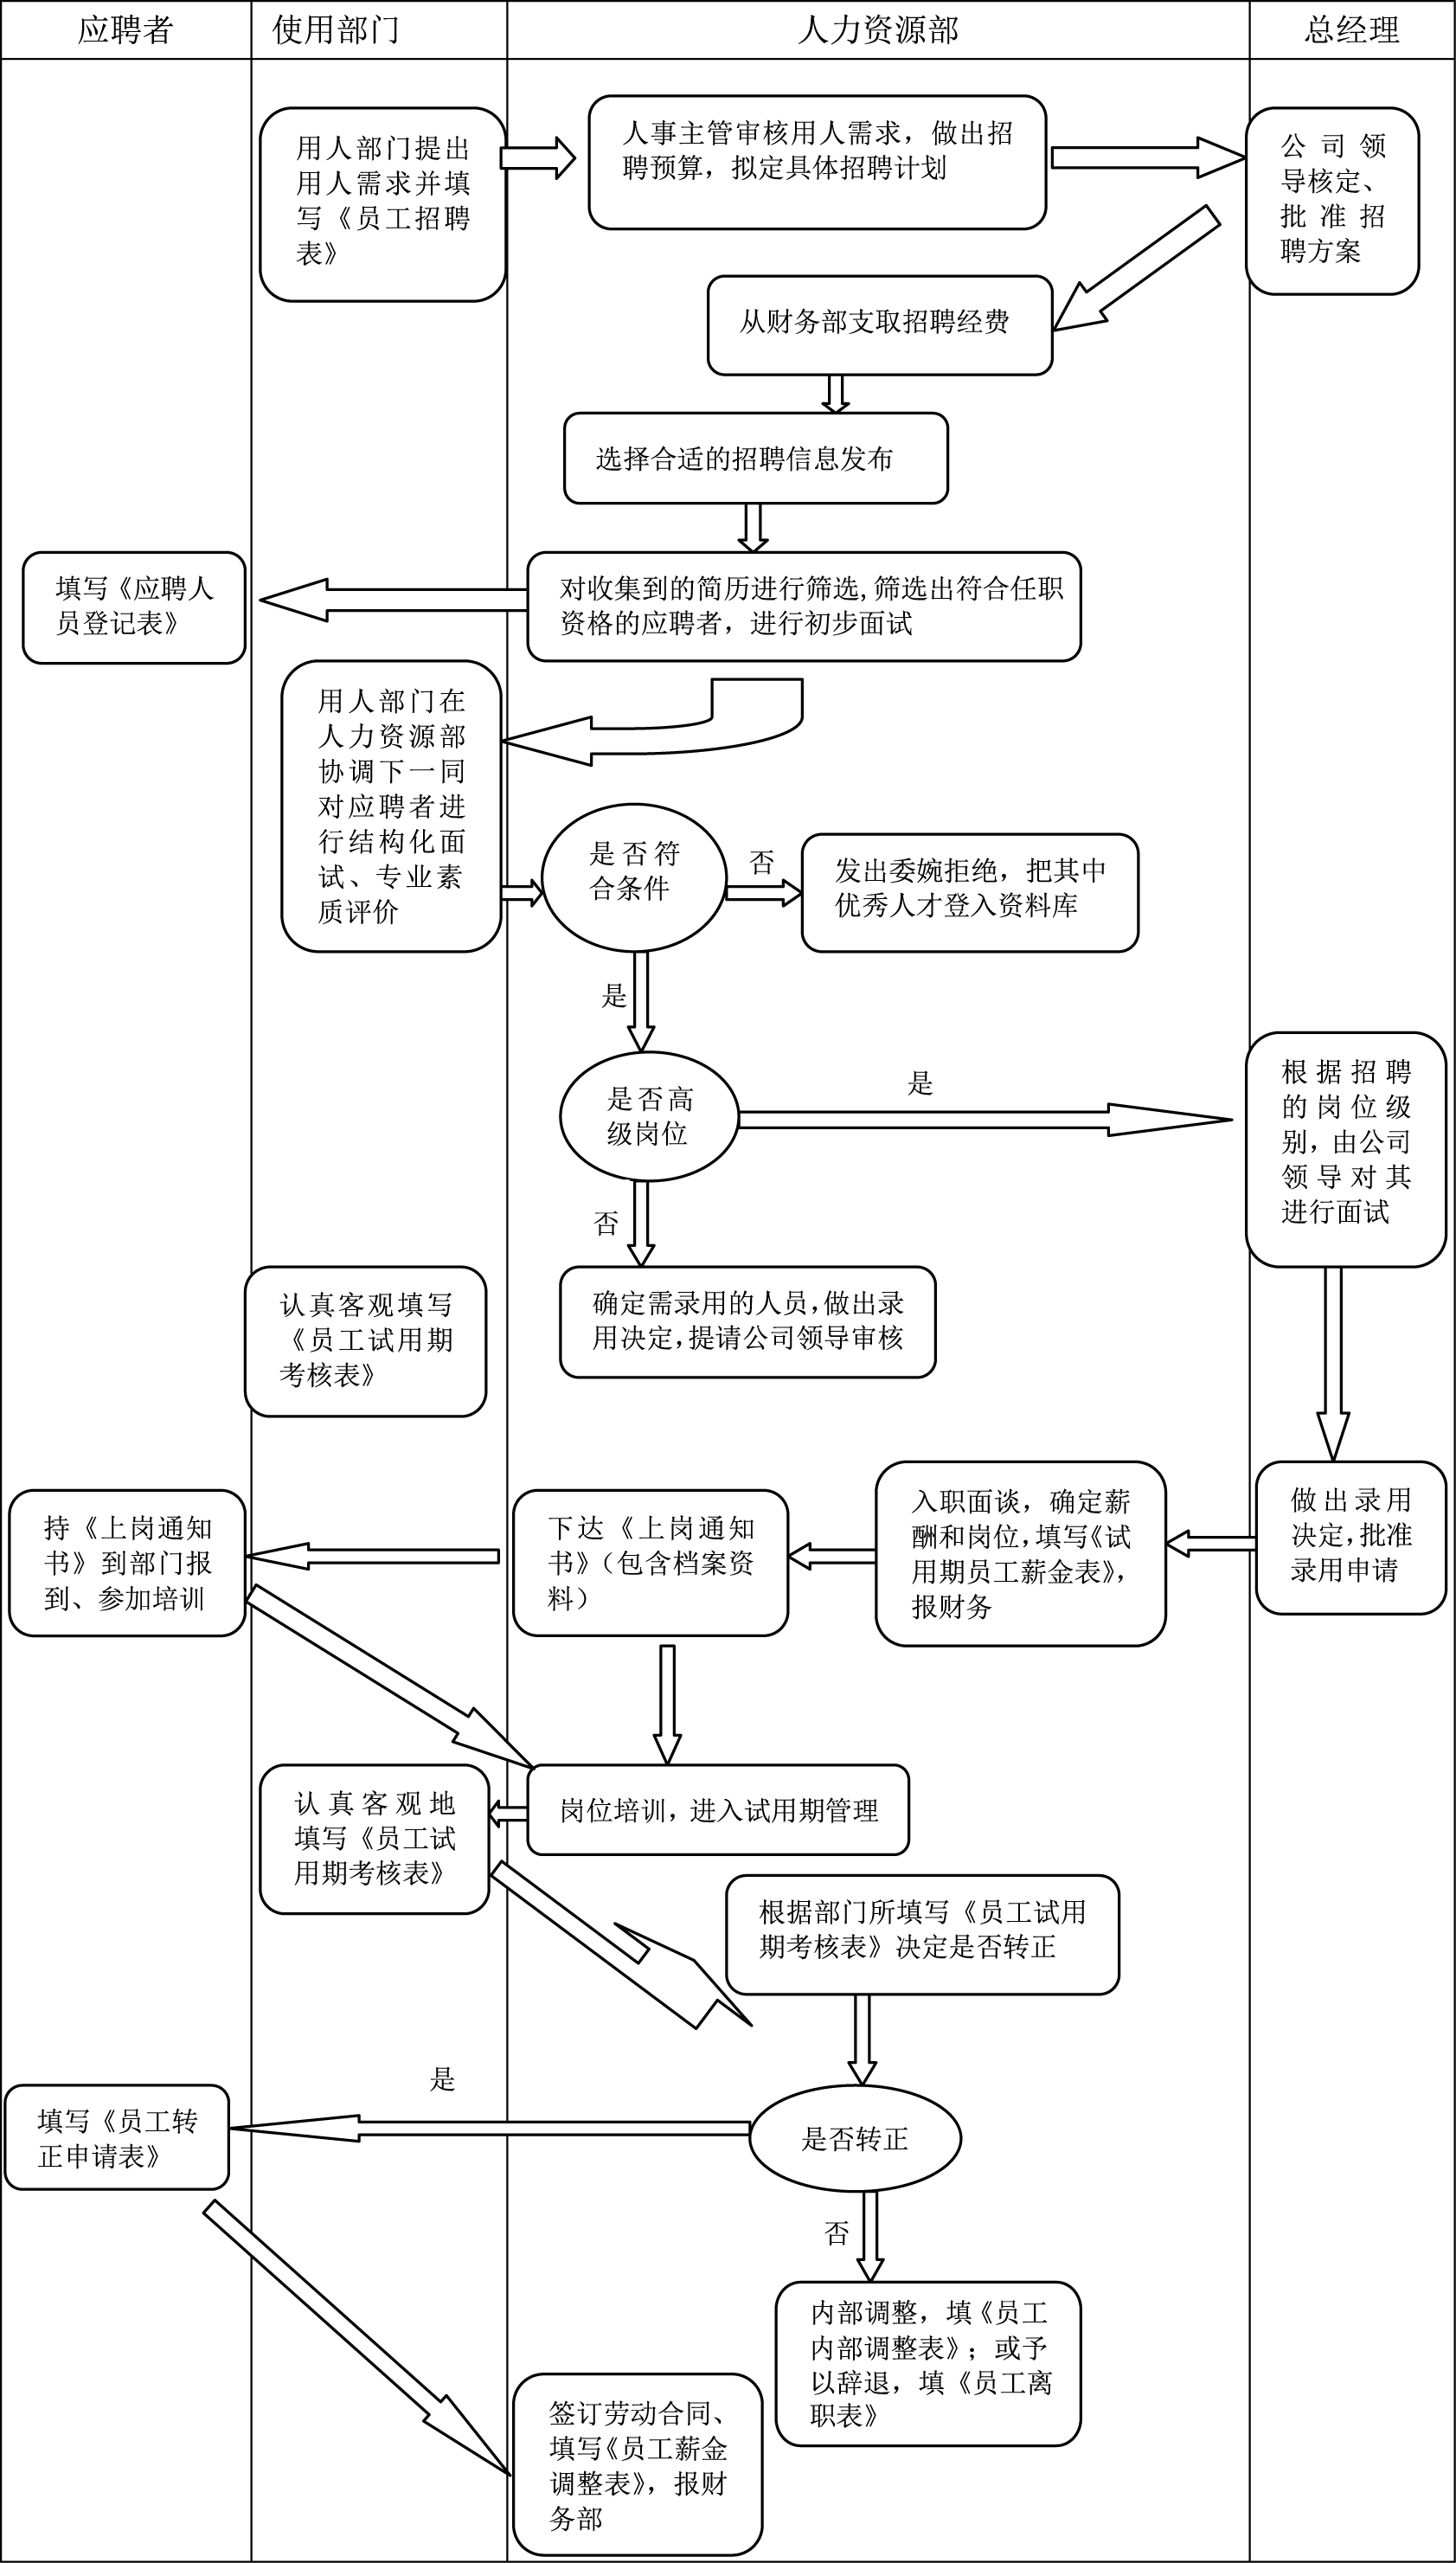 应聘者
使用部门
人力资源部
总经理
用人部门提出
用人需求并填
写《员工招聘
表》
人事主管审核用人需求，做出招
聘预算，拟定具体招聘计划
公司领
导核定、
批准招
聘方案
从财务部支取招聘经费
选择合适的招聘信息发布
填写《应聘人
员登记表》
对收集到的简历进行筛选,筛选出符合任职
资格的应聘者，进行初步面试
用人部门在
人力资源部
协调下一同
对应聘者进
行结构化面
试、专业素
质评价
是否符
合条件
否
发出委婉拒绝，把其中
优秀人才登入资料库
是
是否高
级岗位
是
根据招聘
的岗位级
别，由公司
领导对其
进行面试
否
认真客观填写
《员工试用期
考核表》
确定需录用的人员,做出录
用决定,提请公司领导审核
持《上岗通知
书》到部门报
到、参加培训
下达《上岗通知
书》（包含档案资
料）
入职面谈，确定薪
酬和岗位,填写《试
用期员工薪金表》,
报财务
做出录用
决定,批准
录用申请
认真客观地
填写《员工试
用期考核表》
岗位培训，进入试用期管理
根据部门所填写《员工试用
期考核表》决定是否转正
是
填写《员工转
正申请表》
是否转正
否
内部调整，填《员工
内部调整表》；或予
以辞退，填《员工离
职表》
签订劳动合同、
填写《员工薪金
调整表》，报财
务部